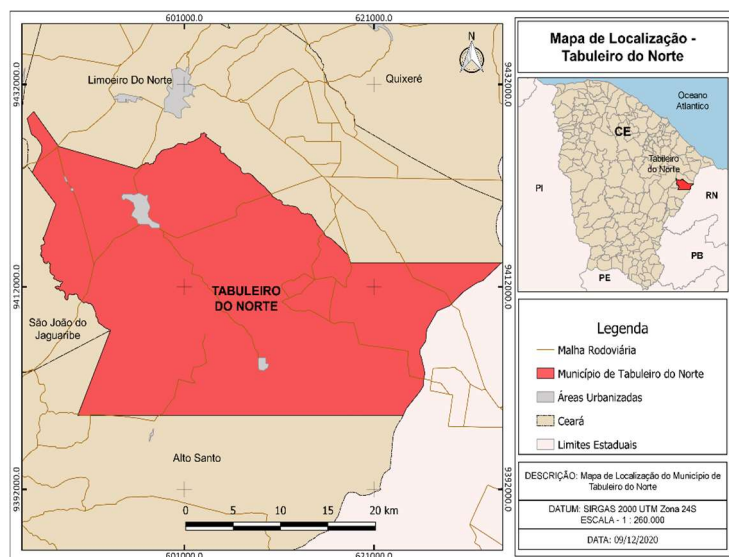 601000.0
621000.0
9432000.0
9432000.0
N
Limoeiro Do Norte
Quixeré
TABULEIRO
DO NORTE
9412000.0
9412000.0
São João do
Jaguaribe
Alto Santo
9392000.0
9392000.0
0 5 10 15 20 km
601000.0
621000.0
Mapa de Localização -
Tabuleiro do Norte
Oceano
Atlantico
CE
Tabuleiro
do Norte
PI
RN
PB
PE
Legenda
Malha Rodoviária
Município de Tabuleiro do Norte
Áreas Urbanizadas
Ceará
Limites Estaduais
DESCRIÇÃO: Mapa de Localização do Município de
Tabuleiro do Norte
DATUM: SIRGAS 2000 UTM Zona 24S
ESCALA - 1 : 260.000
DATA: 09/12/2020